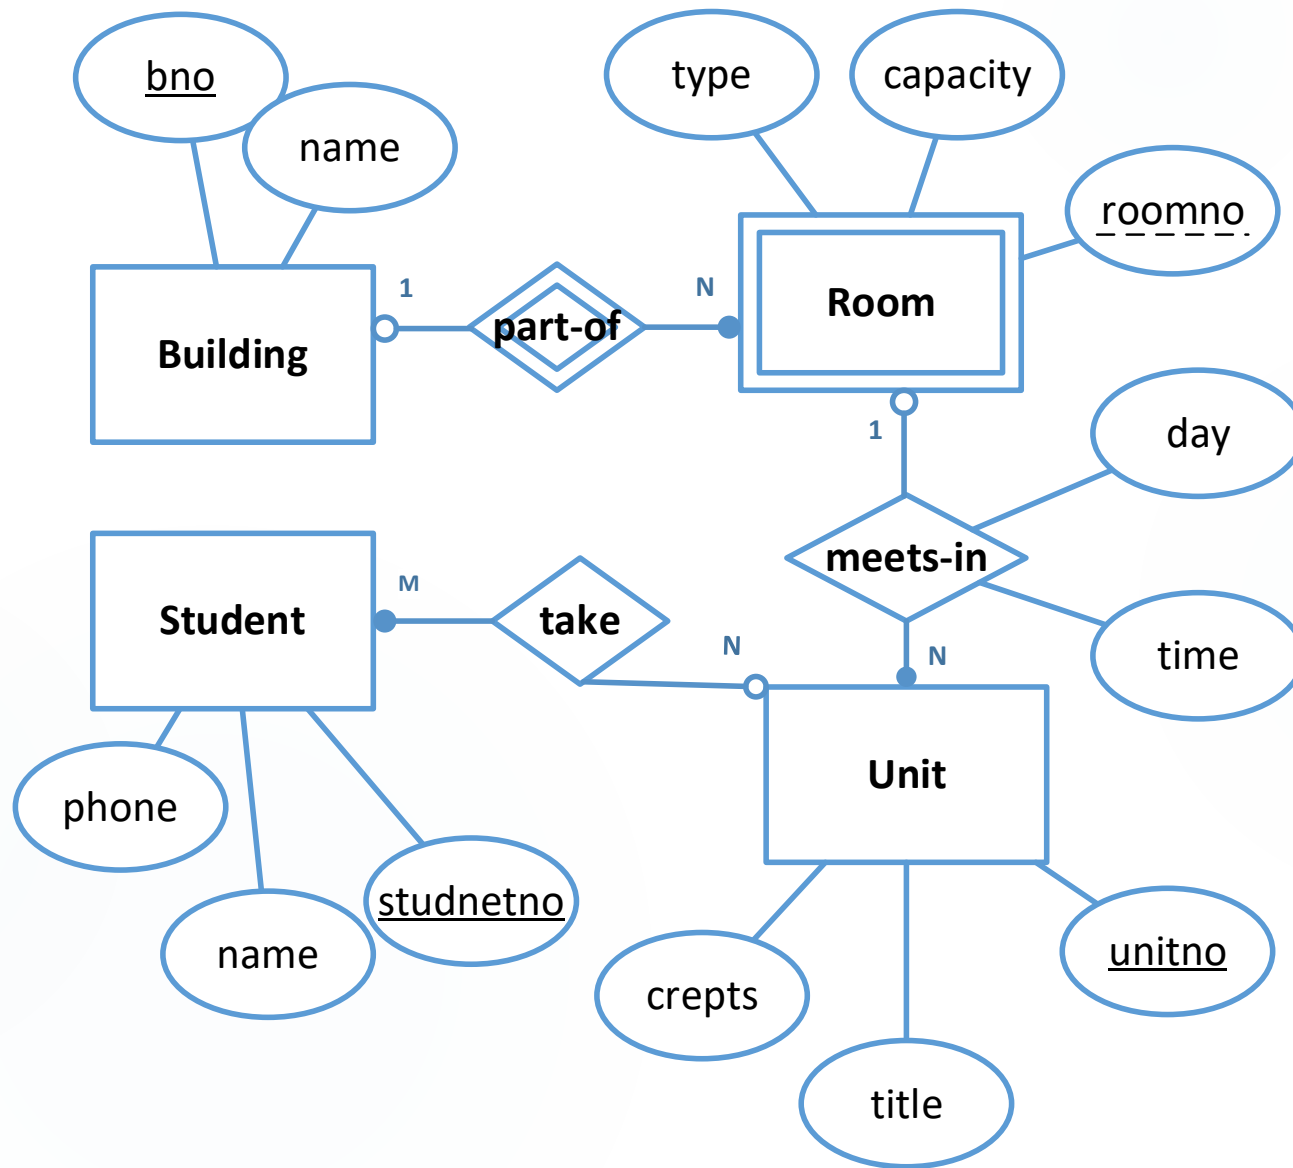 bno
name
type
capacity
roomno
Building
1
part-of
N
Room
1
day
meets-in
time
N
Student
M
take
N
Unit
phone
name
studnetno
crepts
title
unitno